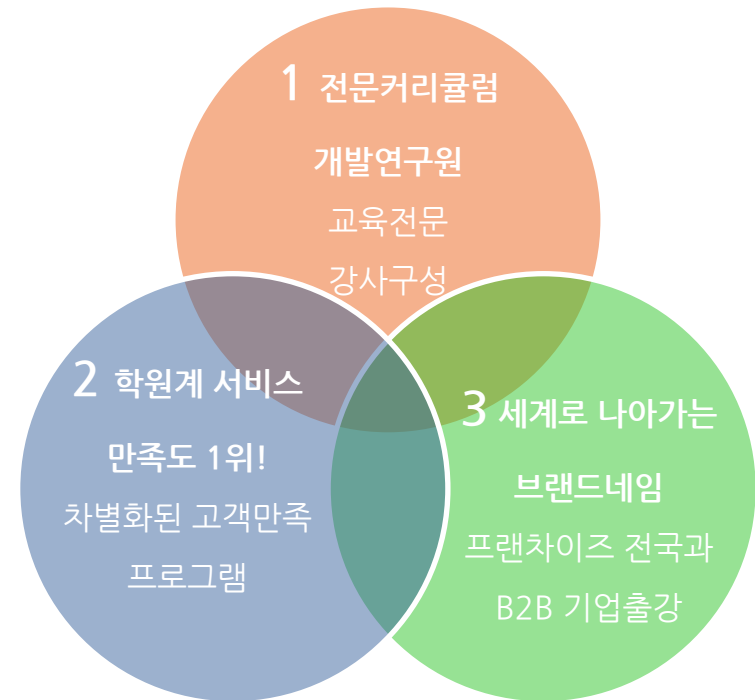 1 전문커리큘럼
개발연구원
교육전문
강사구성
2 학원계 서비스
만족도 1위!
차별화된 고객만족
프로그램
3 세계로 나아가는
브랜드네임
프랜차이즈 전국과
B2B 기업출강